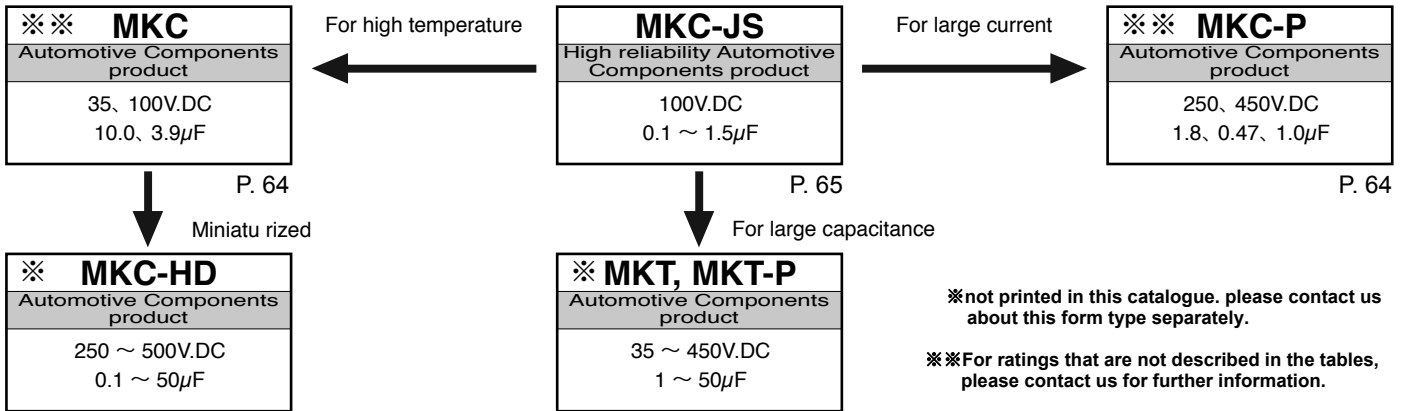 ※※ MKC
Automotive Components
product
35、100V.DC
10.0、3.9μF
P. 64
For high temperature
MKC-JS
High reliability Automotive
Components product
100V.DC
0.1 ～ 1.5μF
P. 65
For large current
※※ MKC-P
Automotive Components
product
250、450V.DC
1.8、0.47、1.0μF
P. 64
Miniatu rized
※ MKC-HD
Automotive Components
product
250 ～ 500V.DC
0.1 ～ 50μF
For large capacitance
※ MKT, MKT-P
Automotive Components
product
35 ～ 450V.DC
1 ～ 50μF
※not printed in this catalogue. please contact us
about this form type separately.
※※For ratings that are not described in the tables,
please contact us for further information.